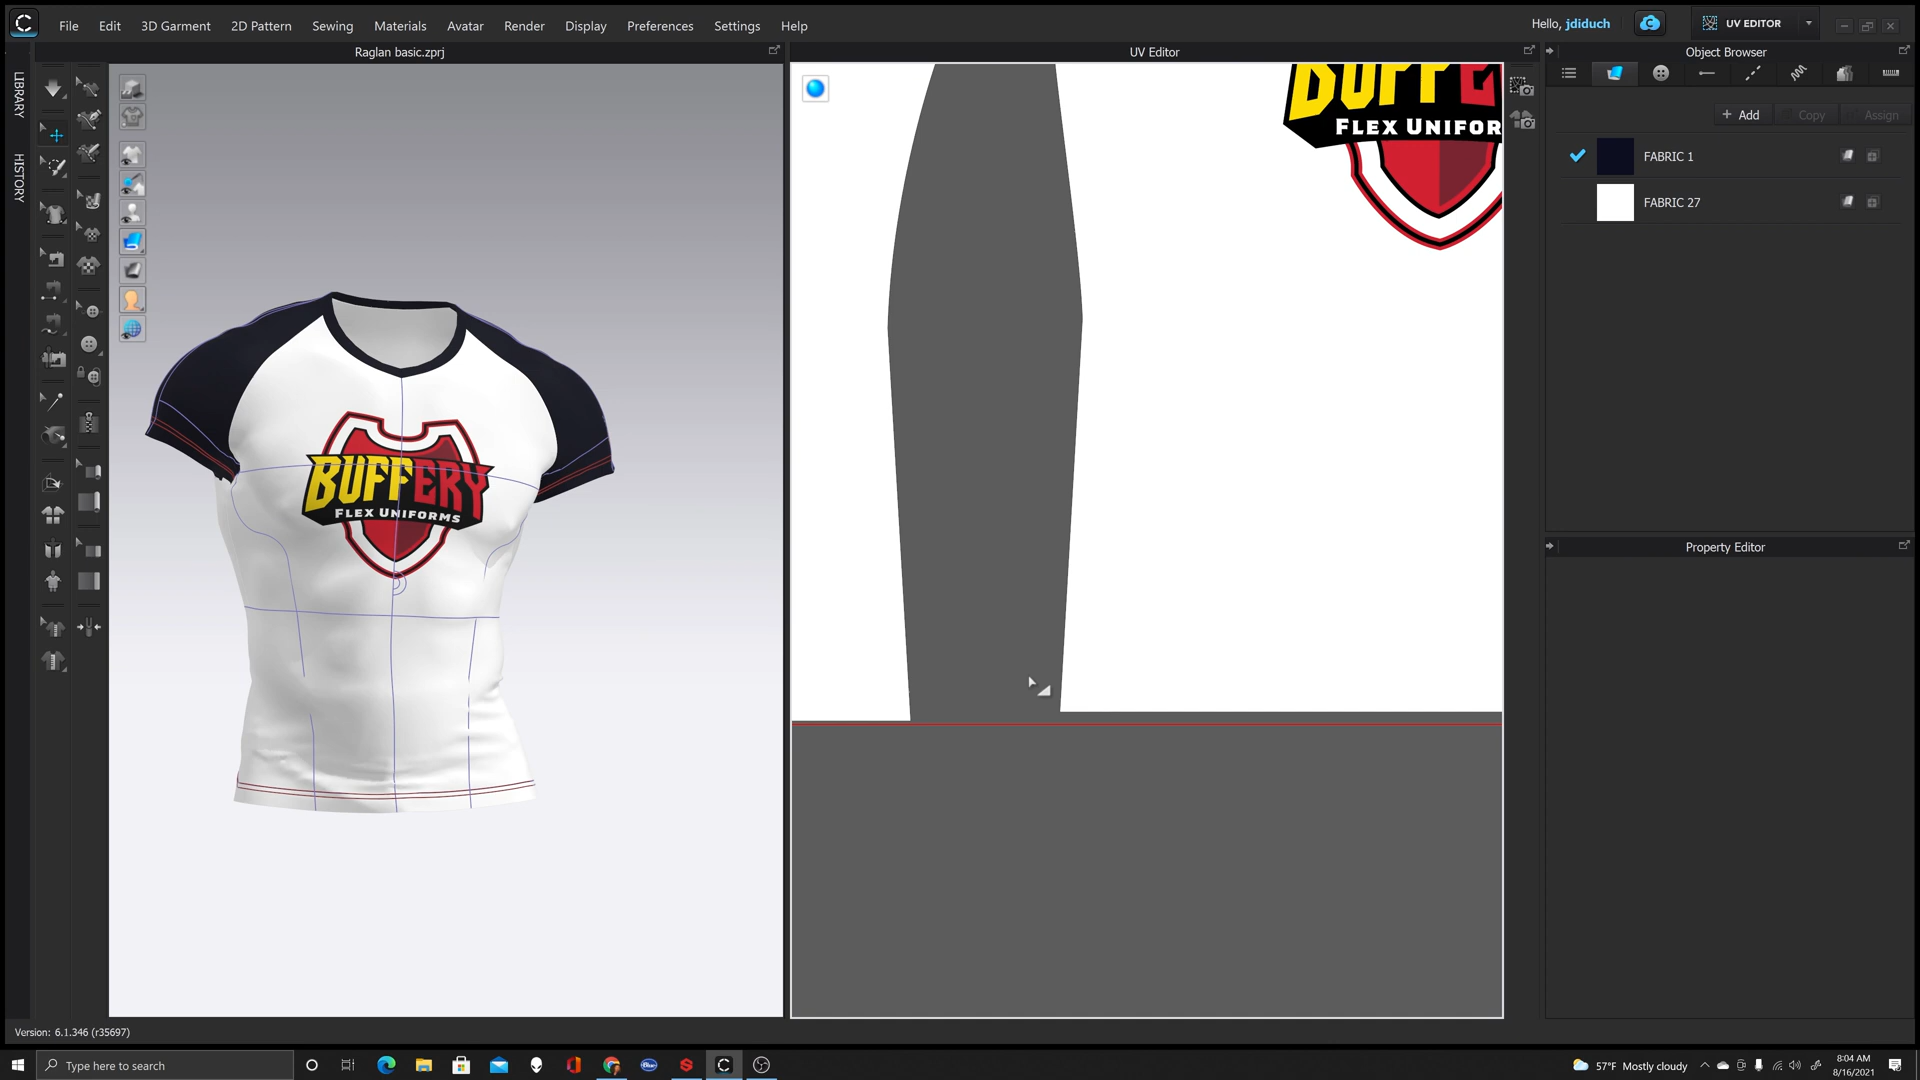 File Edit 3D Garment 2D Pattern Sewing Materials Avatar Render Display Preferences Settings Help
Hello, jdiduch
UV EDITOR
Raglan basic.zprj
UV Editor
Object Browser
LIBRARY
HISTORY
+ Add Copy Assign
FABRIC 1
FABRIC 27
BUFFERY
FLEX UNIFOR
BUFFERY
FLEX UNIFORMS
Property Editor
Version: 6.1.346 (r35697)
Type here to search
Blue
57°F Mostly cloudy
8:04 AM
8/16/2021